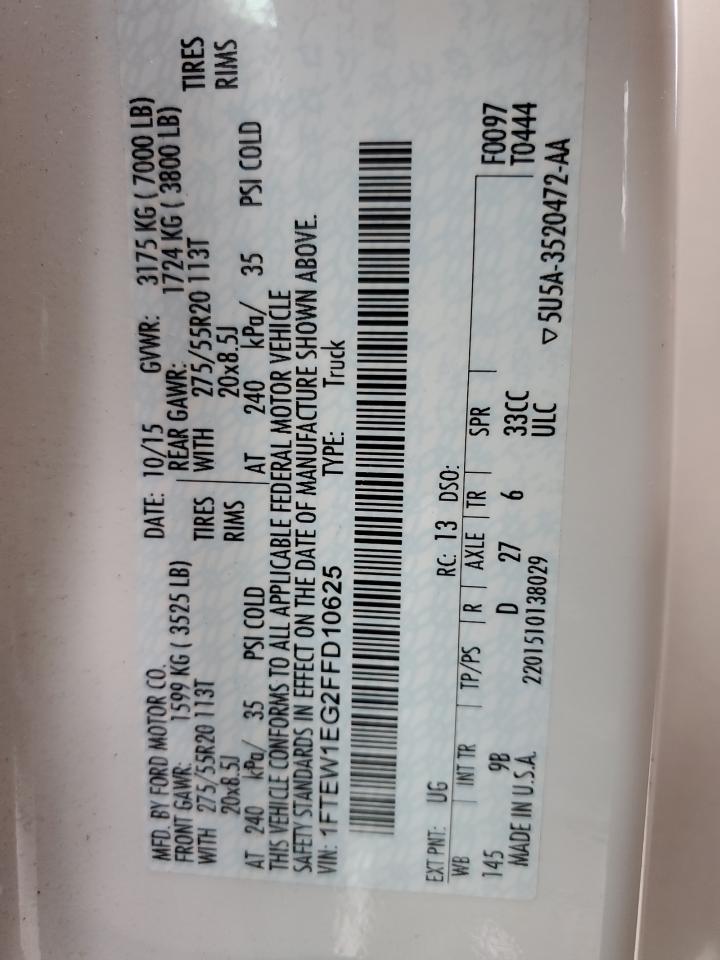 MFD. BY FORD MOTOR CO. DATE: 10/15 GVWR: 3175 KG ( 7000 LB)
FRONT GAWR: 1599 KG ( 3525 LB) REAR GAWR: 1724 KG ( 3800 LB)
WITH 275/55R20 113T TIRES WITH 275/55R20 113T TIRES
20x8.5J RIMS 20x8.5J RIMS
AT 240 kPa/ 35 PSI COLD AT 240 kPa/ 35 PSI COLD
THIS VEHICLE CONFORMS TO ALL APPLICABLE FEDERAL MOTOR VEHICLE
SAFETY STANDARDS IN EFFECT ON THE DATE OF MANUFACTURE SHOWN ABOVE.
VIN: 1FTEW1EG2FFD10625 TYPE: Truck
EXT PNT: UG RC: 13 DSO:
WB INT TR TP/PS R AXLE TR SPR F0097
145 9B D 27 6 33CC T0444
MADE IN U.S.A. 2201510138029 ULC
▽ 5U5A-3520472-AA